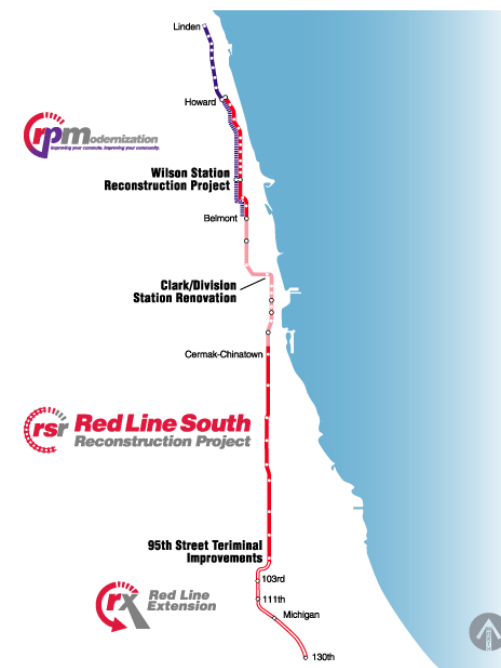 Linden
Howard
rpmodernization
improving your commute. improving your community.
Wilson Station
Reconstruction Project
Belmont
Clark/Division
Station Renovation
Cermak-Chinatown
rsr Red Line South
Reconstruction Project
95th Street Teriminal
Improvements
103rd
rx Red Line
Extension
111th
Michigan
130th